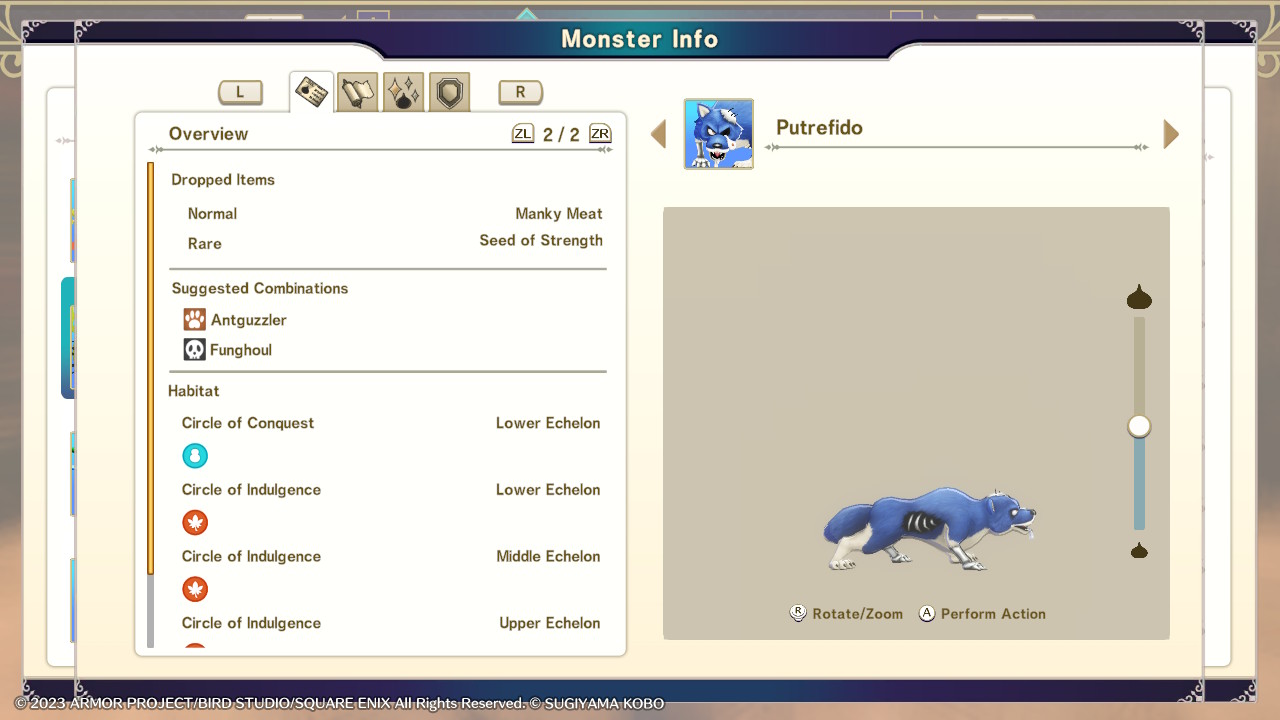 Monster Info
L
R
Overview
ZL 2 / 2 ZR
Putrefido
Dropped Items
Normal Manky Meat
Rare Seed of Strength
Suggested Combinations
Antguzzler
Funghoul
Habitat
Circle of Conquest Lower Echelon
Circle of Indulgence Lower Echelon
Circle of Indulgence Middle Echelon
Circle of Indulgence Upper Echelon
R Rotate/Zoom A Perform Action
© 2023 ARMOR PROJECT/BIRD STUDIO/SQUARE ENIX All Rights Reserved. © SUGIYAMA KOBO